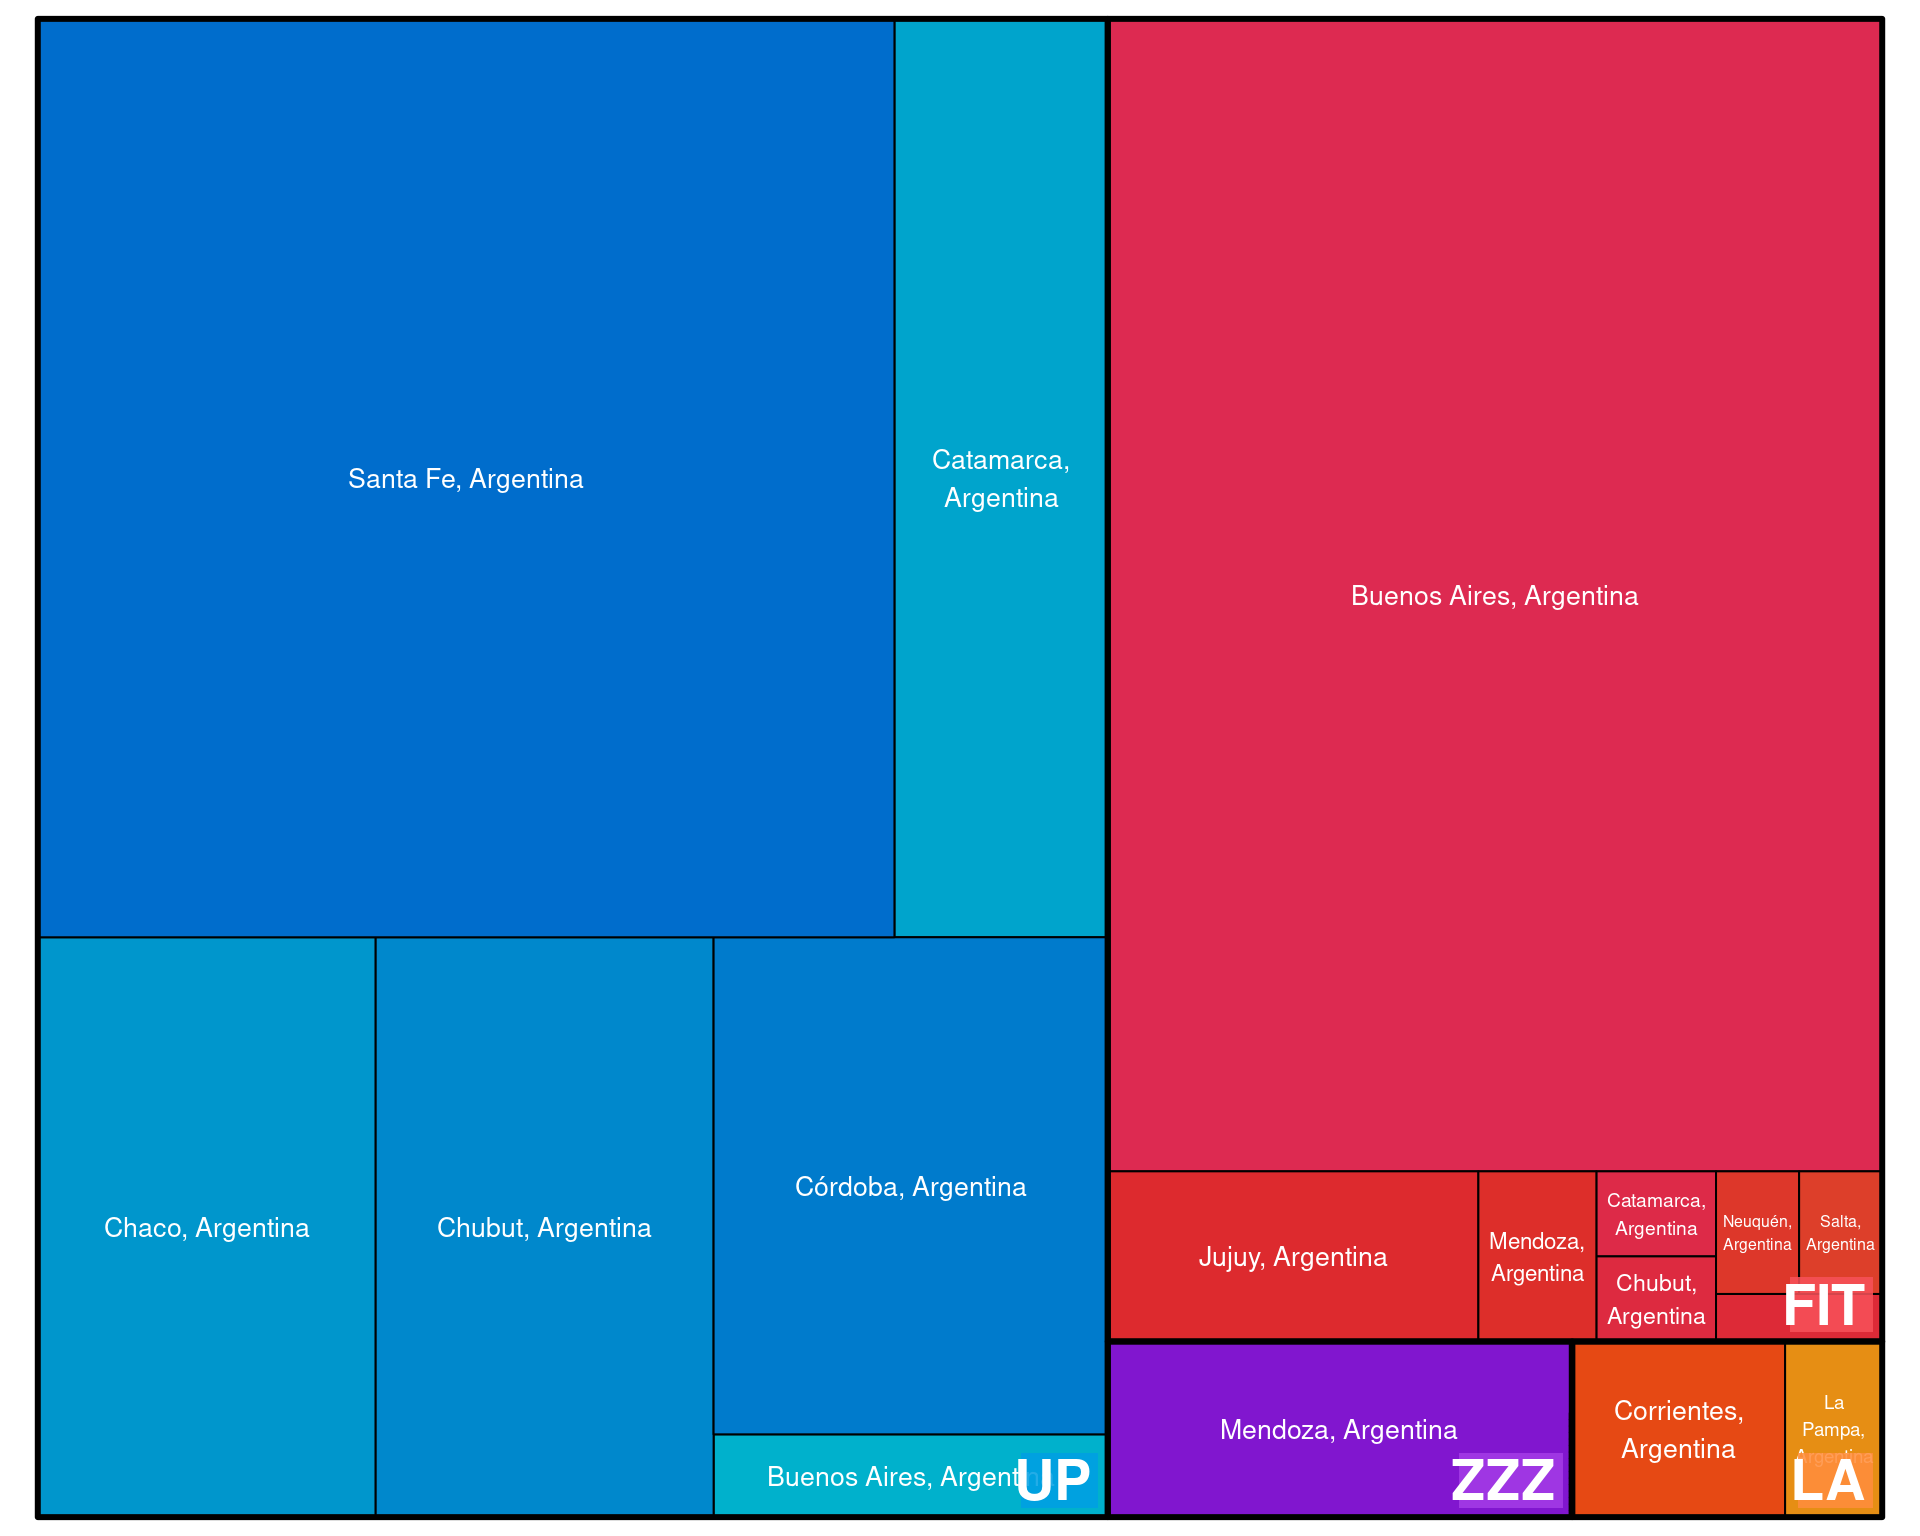 Santa Fe, Argentina
Catamarca,
Argentina
Buenos Aires, Argentina
Chaco, Argentina
Chubut, Argentina
Córdoba, Argentina
Buenos Aires, Argentina
UP
Jujuy, Argentina
Mendoza,
Argentina
Catamarca,
Argentina
Chubut,
Argentina
Neuquén,
Argentina
Salta,
Argentina
FIT
Mendoza, Argentina
ZZZ
Corrientes,
Argentina
La
Pampa,
Argentina
LA